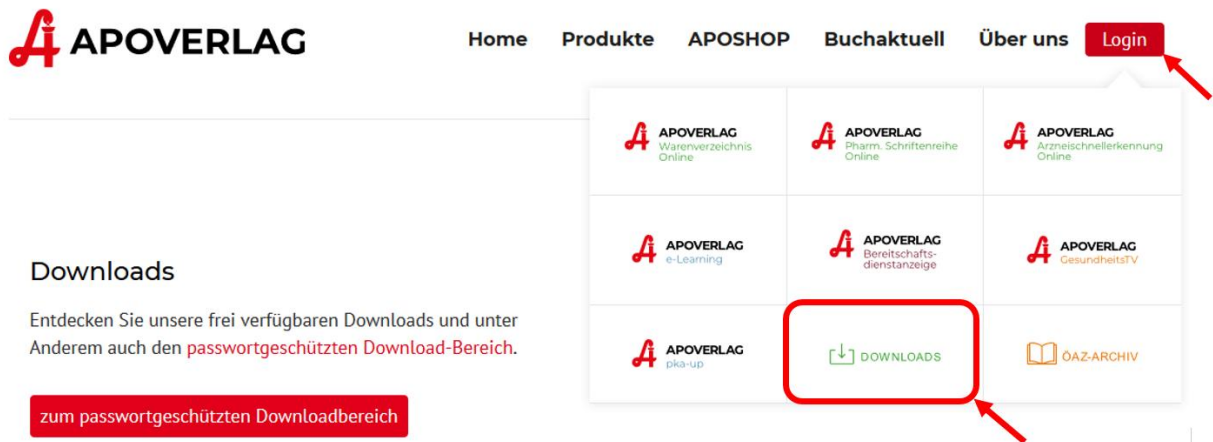 APOVERLAG
Home Produkte APOSHOP Buchaktuell Über uns Login
APOVERLAG
Warenverzeichnis
Online
APOVERLAG
Pharm. Schriftenreihe
Online
APOVERLAG
Arzneischnellerkennung
Online
APOVERLAG
e-Learning
APOVERLAG
Bereitschafts-
dienstanzeige
APOVERLAG
GesundheitsTV
APOVERLAG
pka-up
DOWNLOADS
ÖAZ-ARCHIV
Downloads
Entdecken Sie unsere frei verfügbaren Downloads und unter
Anderem auch den passwortgeschützten Download-Bereich.
zum passwortgeschützten Downloadbereich